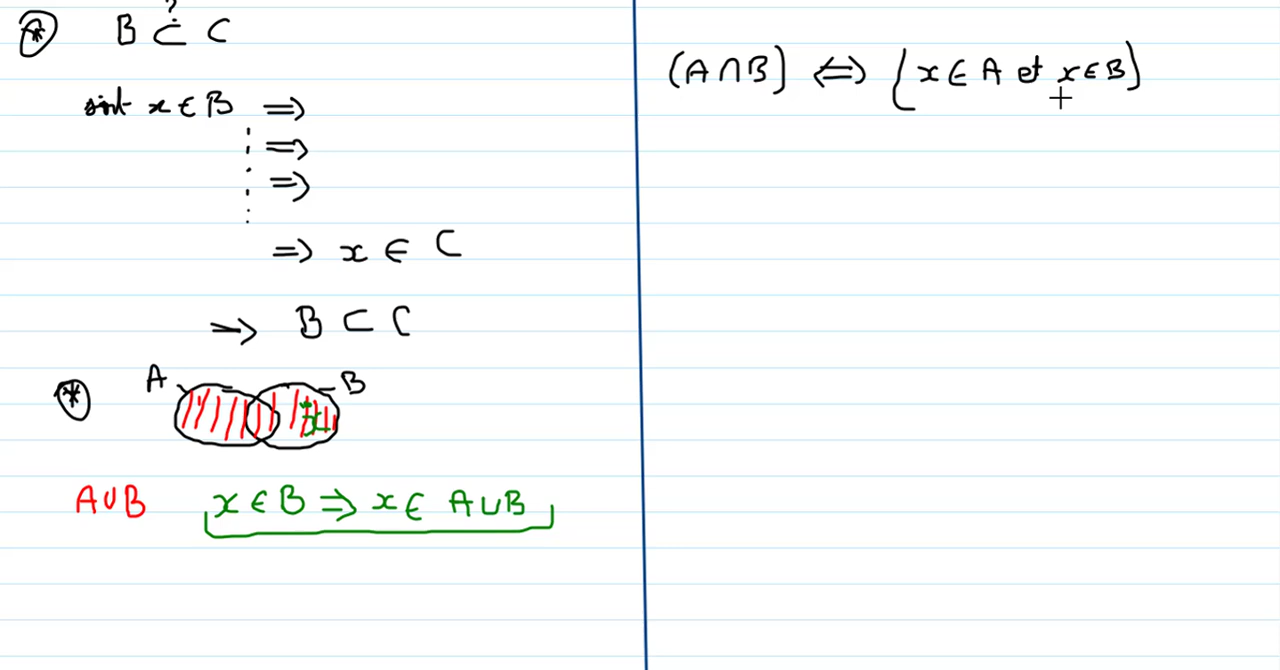 * B ⊂ C
?
soit x ∈ B ⇒
⇒
⇒
⇒ x ∈ C
⇒ B ⊂ C
* A B
x
A∪B x ∈ B ⇒ x ∈ A∪B
(A∩B) ⇔ (x ∈ A et x ∈ B)